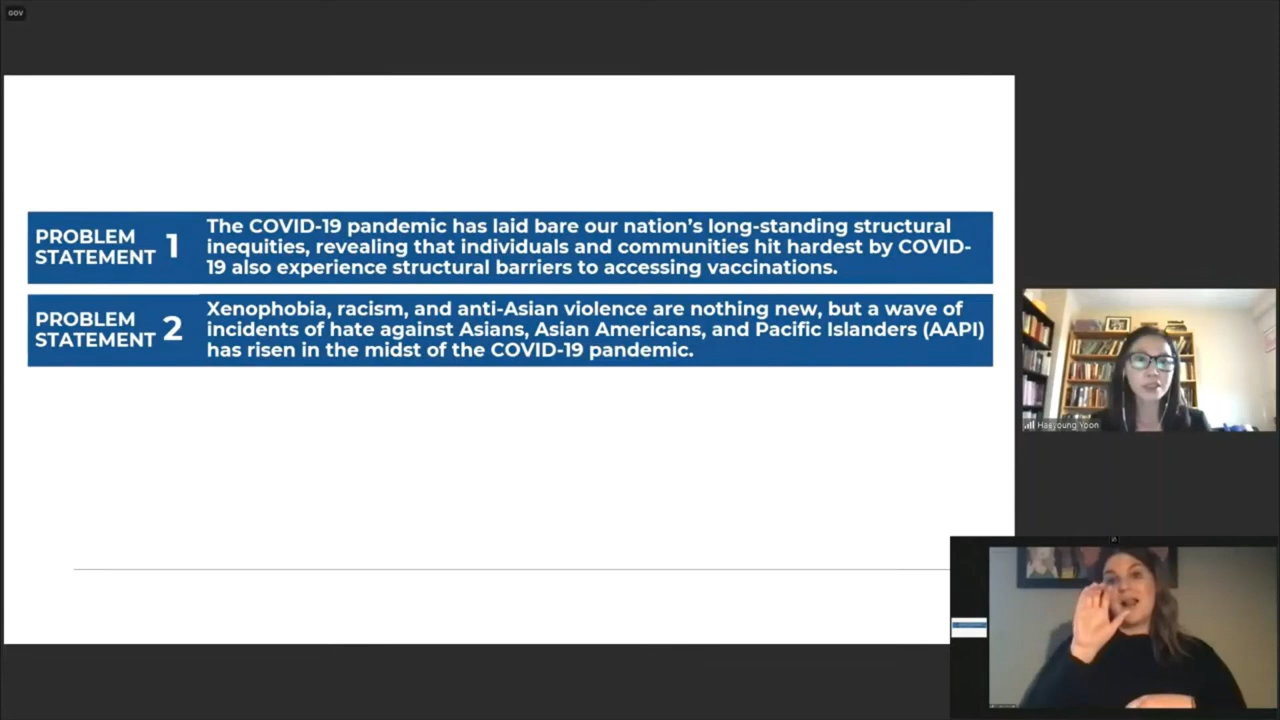 GOV
PROBLEM
STATEMENT 1
The COVID-19 pandemic has laid bare our nation’s long-standing structural
inequities, revealing that individuals and communities hit hardest by COVID-
19 also experience structural barriers to accessing vaccinations.
PROBLEM
STATEMENT 2
Xenophobia, racism, and anti-Asian violence are nothing new, but a wave of
incidents of hate against Asians, Asian Americans, and Pacific Islanders (AAPI)
has risen in the midst of the COVID-19 pandemic.
Haeyoung Yoon